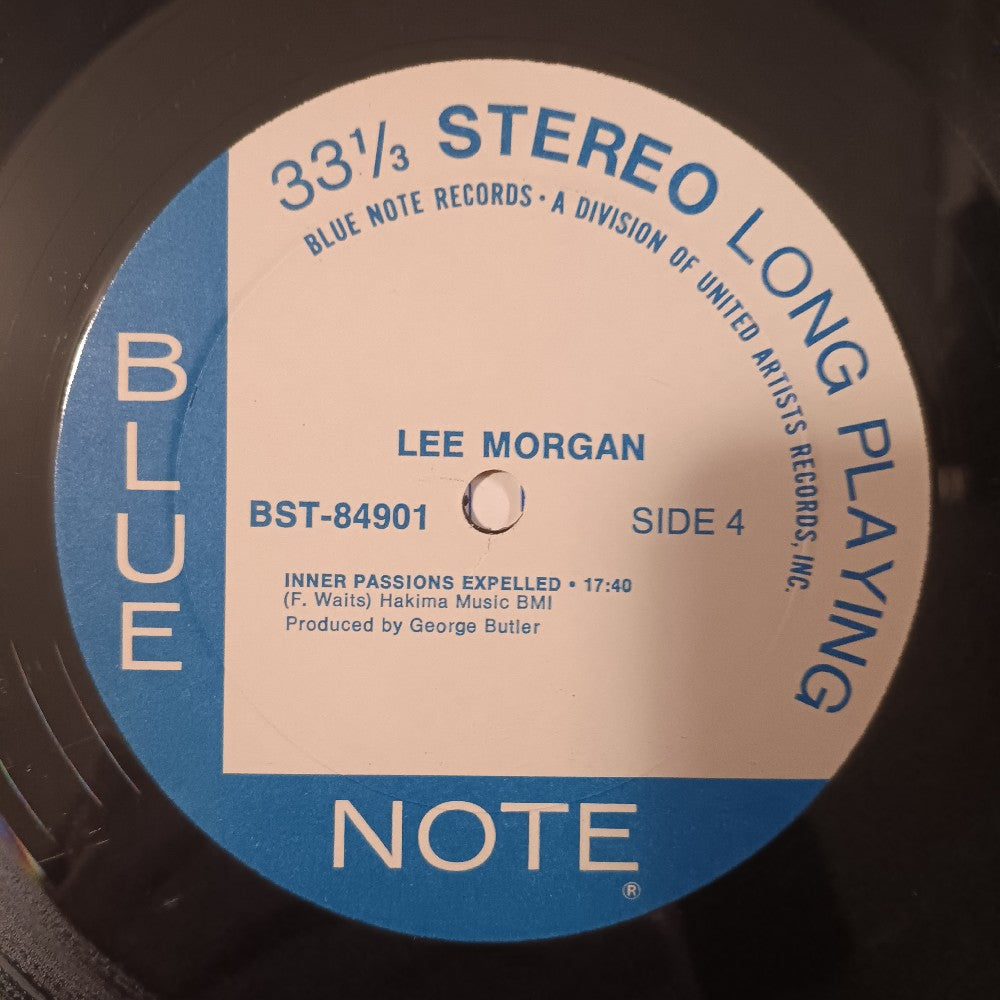 33⅓ STEREO LONG PLAYING
BLUE NOTE RECORDS • A DIVISION OF UNITED ARTISTS RECORDS, INC.
BLUE
LEE MORGAN
BST-84901
SIDE 4
INNER PASSIONS EXPELLED • 17:40
(F. Waits) Hakima Music BMI
Produced by George Butler
NOTE
®